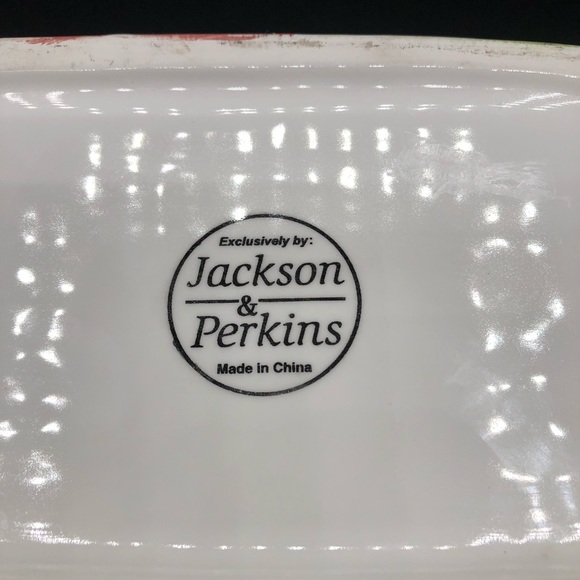 Exclusively by:
Jackson
&
Perkins
Made in China